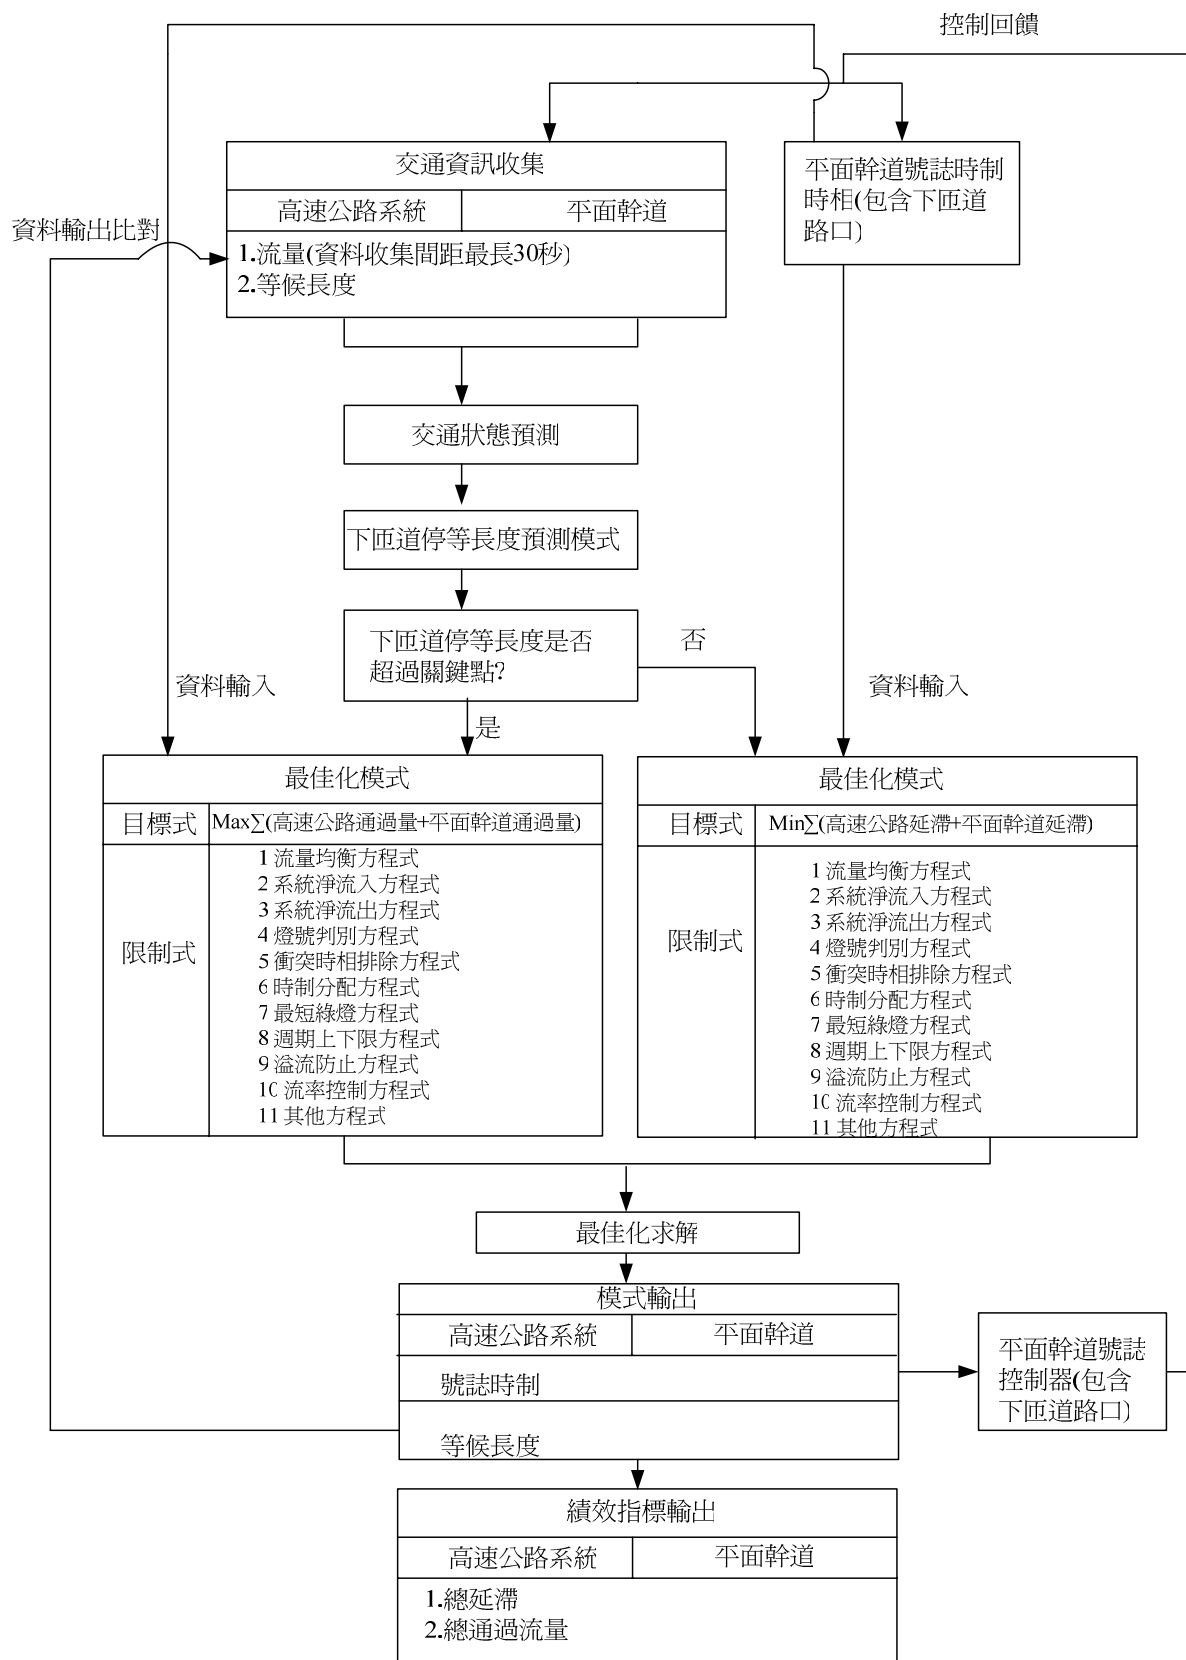 控制回饋
交通資訊收集
高速公路系統
平面幹道
1.流量(資料收集間距最長30秒)
2.等候長度
平面幹道號誌時制
時相(包含下匝道
路口)
資料輸出比對
交通狀態預測
下匝道停等長度預測模式
下匝道停等長度是否
超過關鍵點?
否
是
資料輸入
資料輸入
最佳化模式
目標式
Max∑(高速公路通過量+平面幹道通過量)
限制式
1 流量均衡方程式
2 系統淨流入方程式
3 系統淨流出方程式
4 燈號判別方程式
5 衝突時相排除方程式
6 時制分配方程式
7 最短綠燈方程式
8 週期上下限方程式
9 溢流防止方程式
10 流率控制方程式
11 其他方程式
最佳化模式
目標式
Min∑(高速公路延滯+平面幹道延滯)
限制式
1 流量均衡方程式
2 系統淨流入方程式
3 系統淨流出方程式
4 燈號判別方程式
5 衝突時相排除方程式
6 時制分配方程式
7 最短綠燈方程式
8 週期上下限方程式
9 溢流防止方程式
10 流率控制方程式
11 其他方程式
最佳化求解
模式輸出
高速公路系統
平面幹道
號誌時制
等候長度
平面幹道號誌
控制器(包含
下匝道路口)
績效指標輸出
高速公路系統
平面幹道
1.總延滯
2.總通過流量